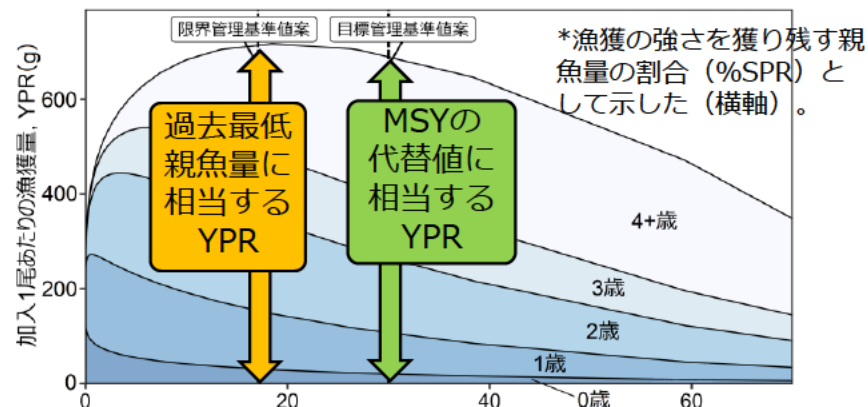 限界管理基準値案
目標管理基準値案
*漁獲の強さを獲り残す親
魚量の割合（%SPR）と
して示した（横軸）。
過去最低
親魚量に
相当する
YPR
MSYの
代替値に
相当する
YPR
加入1尾あたりの漁獲量, YPR(g)
600
400
200
0
4+歳
3歳
2歳
1歳
0歳
0
20
40
60